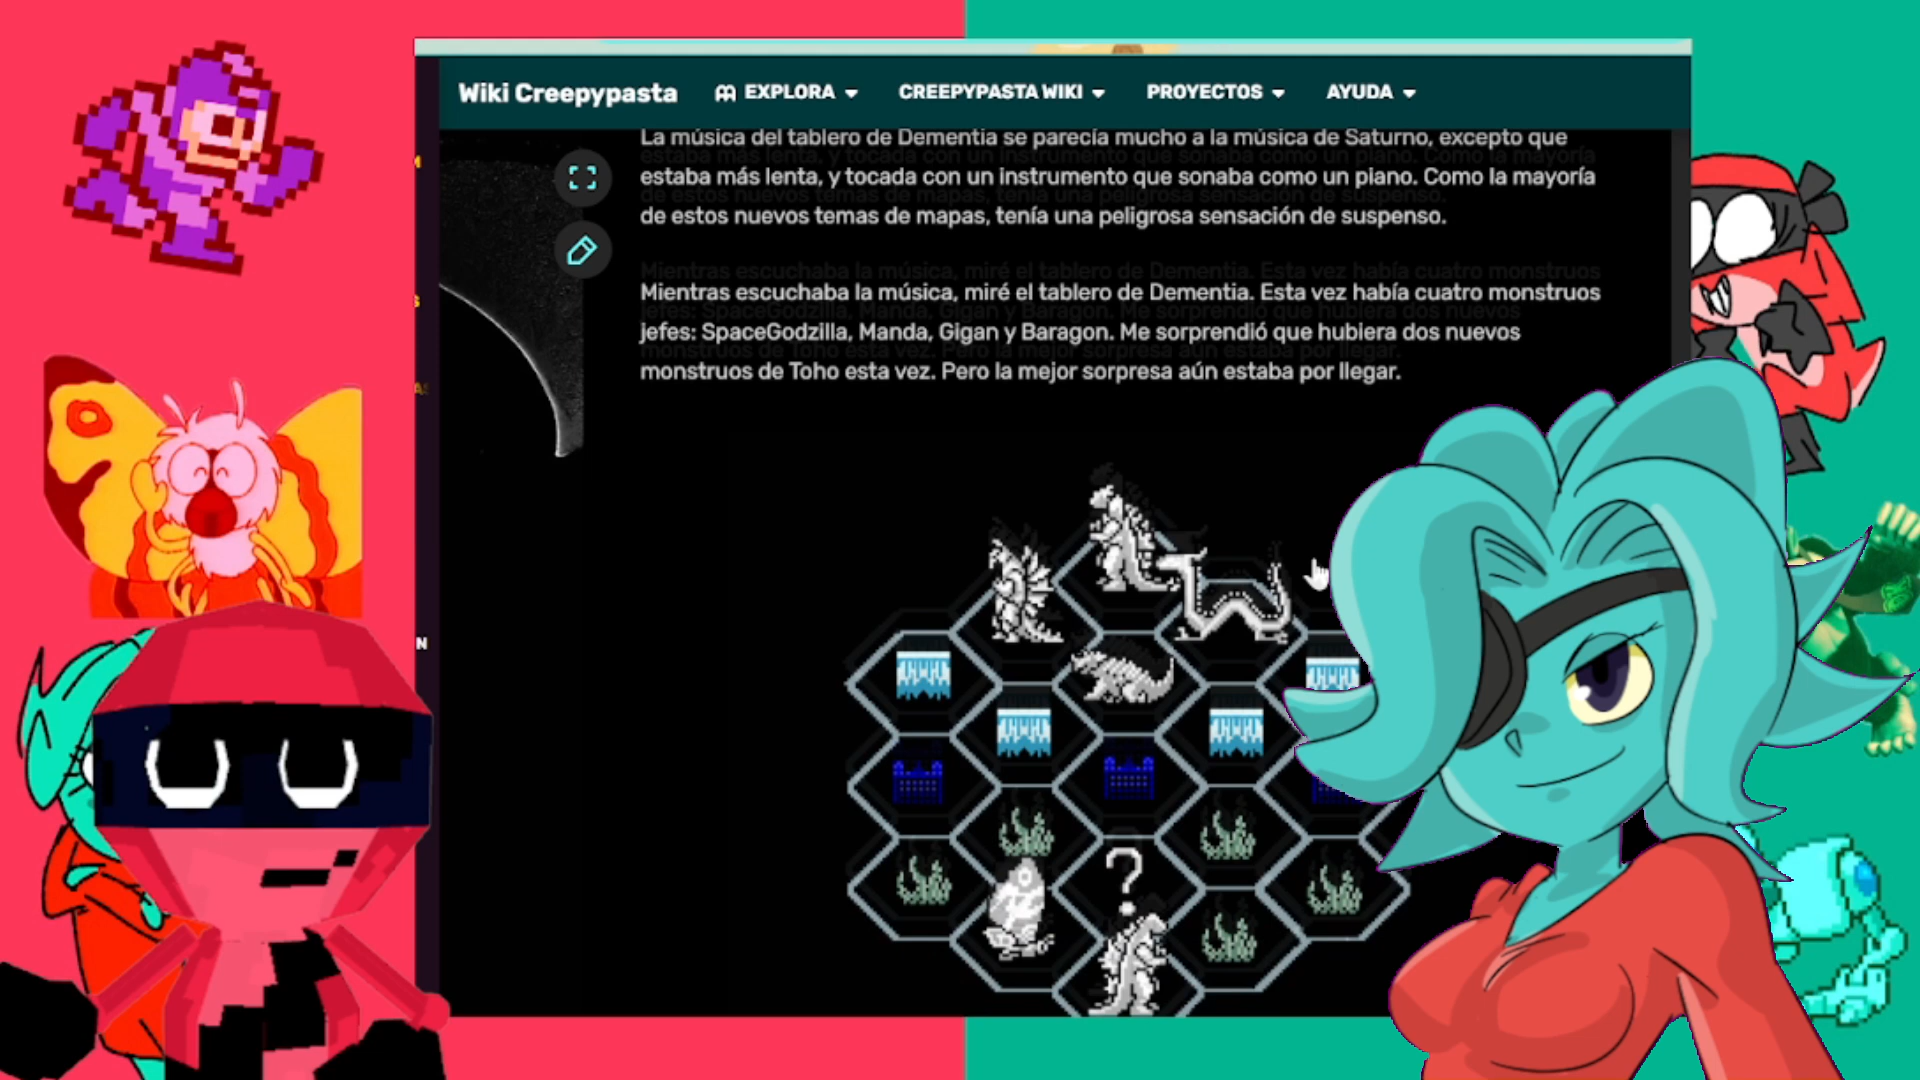 Wiki Creepypasta EXPLORA CREEPYPASTA WIKI PROYECTOS AYUDA
La música del tablero de Dementia se parecía mucho a la música de Saturno, excepto que
estaba más lenta, y tocada con un instrumento que sonaba como un piano. Como la mayoría
de estos nuevos temas de mapas, tenía una peligrosa sensación de suspenso.
Mientras escuchaba la música, miré el tablero de Dementia. Esta vez había cuatro monstruos
jefes: SpaceGodzilla, Manda, Gigan y Baragon. Me sorprendió que hubiera dos nuevos
monstruos de Toho esta vez. Pero la mejor sorpresa aún estaba por llegar.
N
?